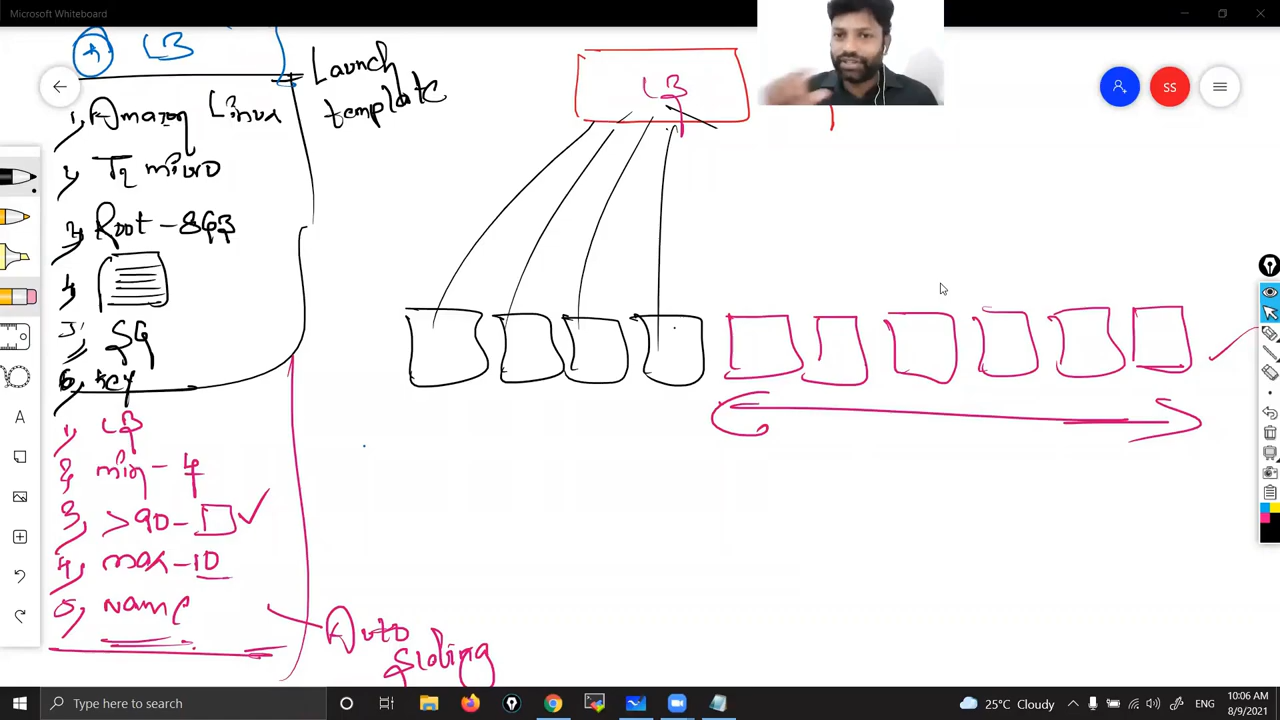 Microsoft Whiteboard
LB
Launch
template
1, Amazon Linux
2, T2 micro
3, Root - 8GB
4,
5, SG
6, key
1, LB
2, min - 4
3, >90 -
4, max - 10
5, Name
Auto
LB
SS
A
Type here to search
25°C Cloudy
ENG
10:06 AM
8/9/2021